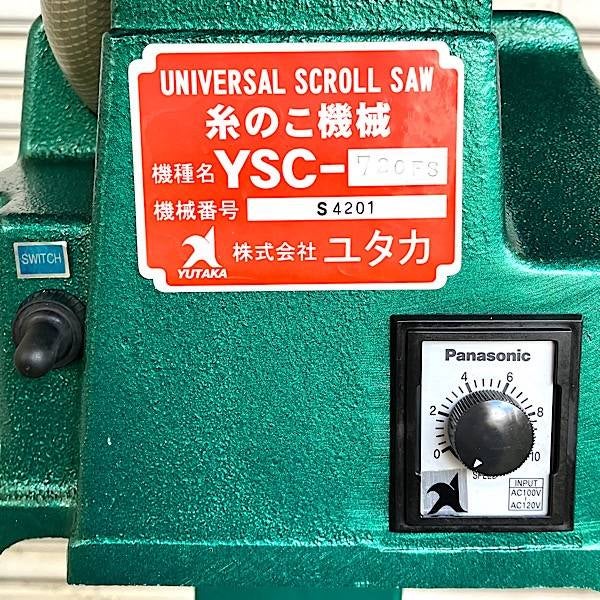 UNIVERSAL SCROLL SAW
糸のこ機械
機種名 YSC-720FS
機械番号 S4201
YUTAKA 株式会社 ユタカ
SWITCH
Panasonic
0 2 4 6 8 10
SPEED
INPUT
AC100V
AC120V